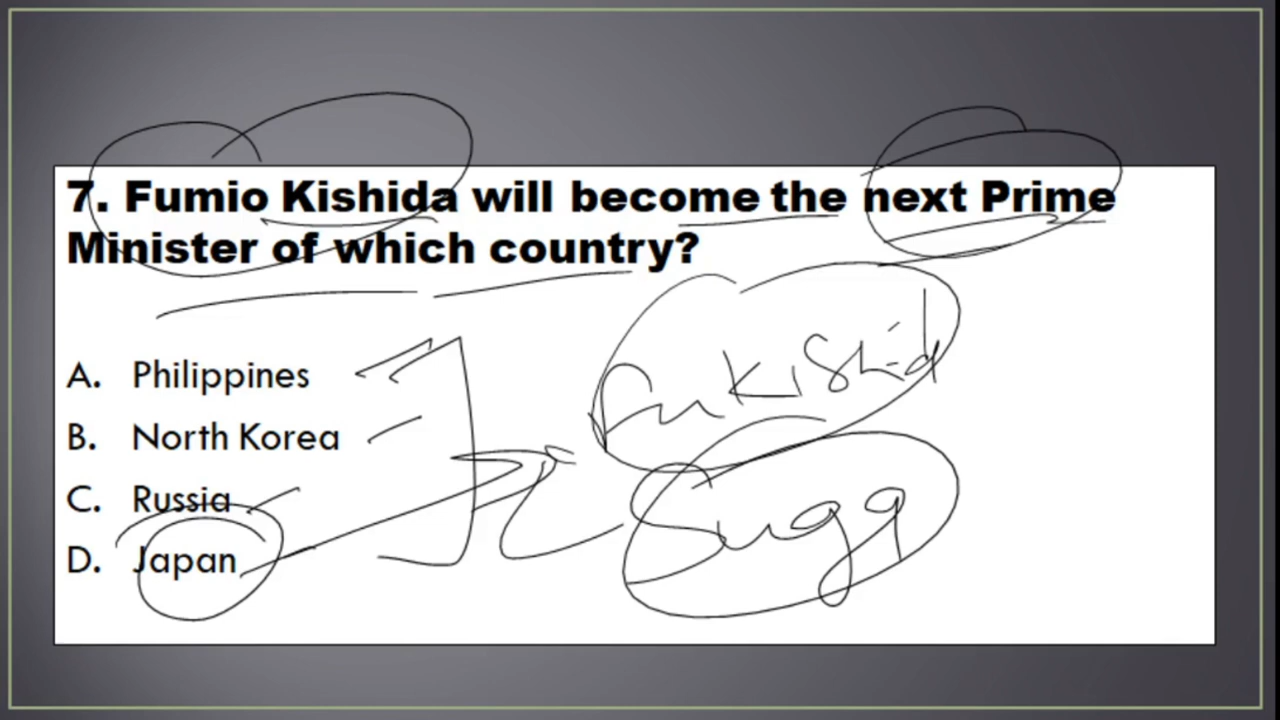 7. Fumio Kishida will become the next Prime
Minister of which country?
A. Philippines
B. North Korea
C. Russia
D. Japan